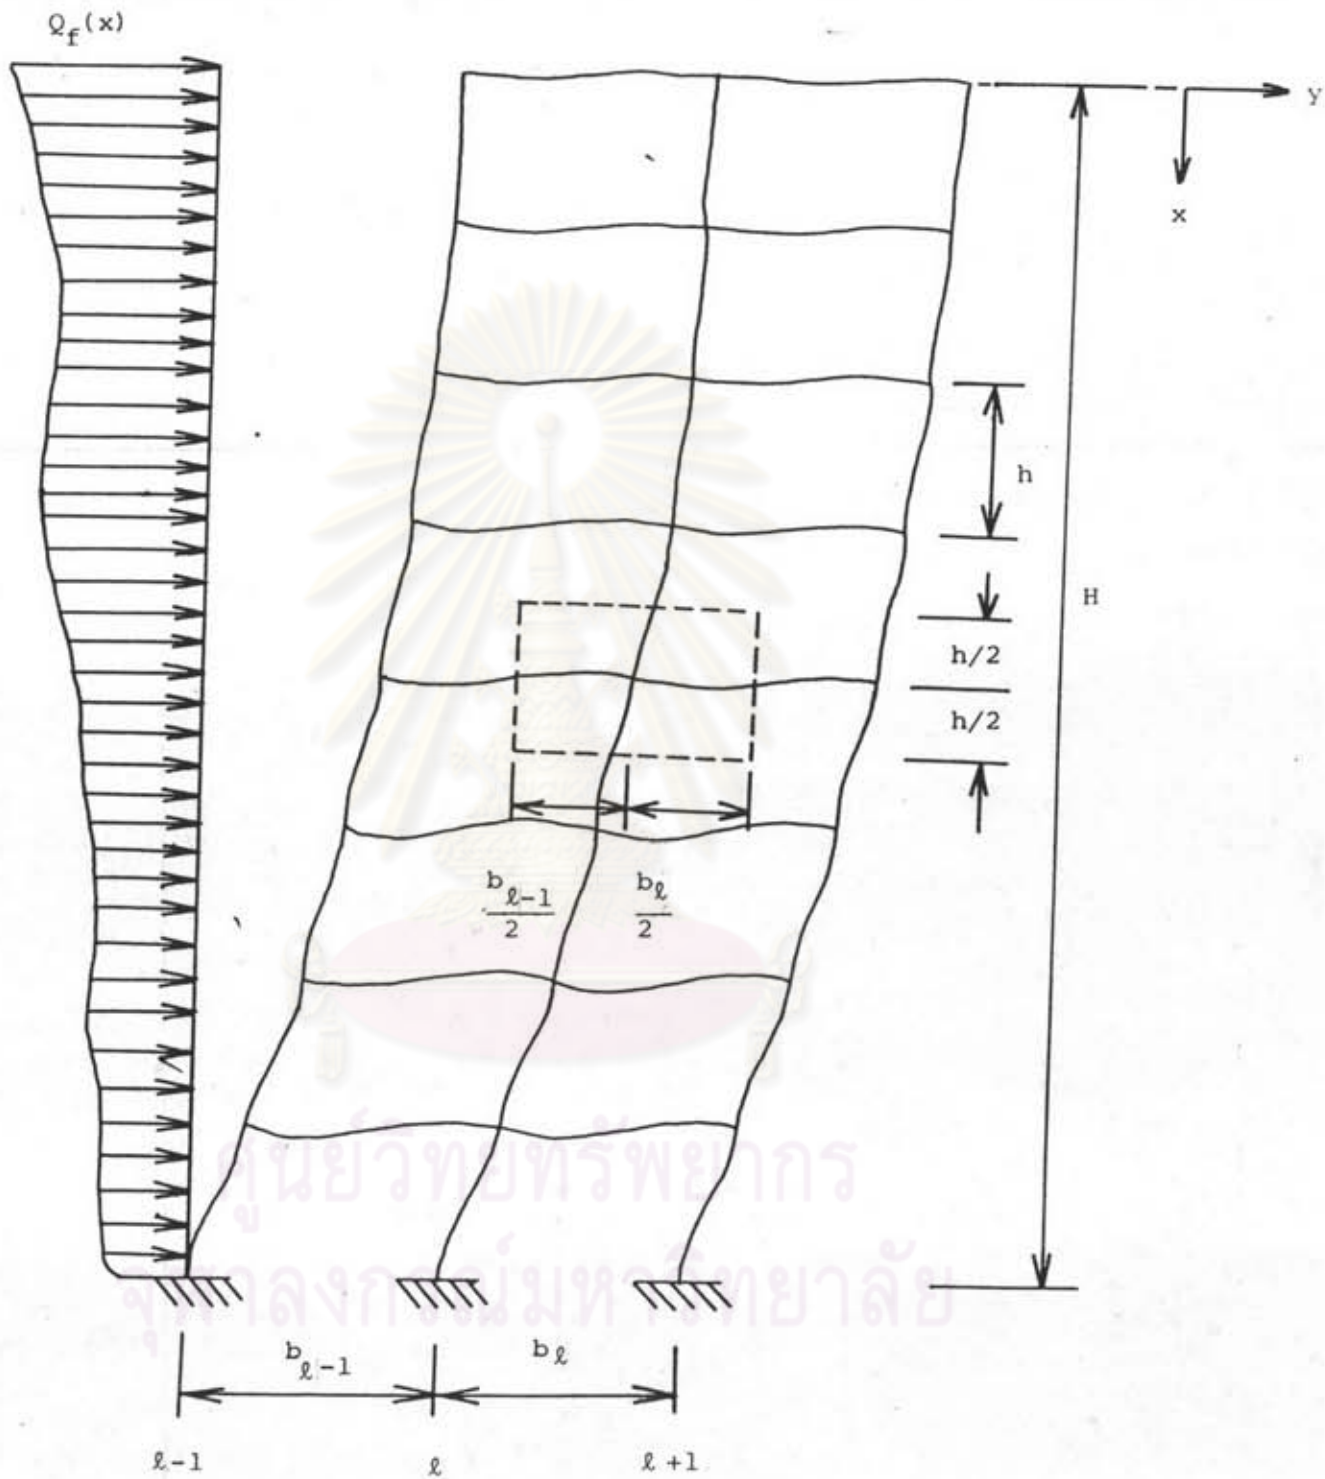 Q_f(x)
y
x
h
H
h/2
h/2
b_ℓ-1
2
b_ℓ
2
ศูนย์วิทยทรัพยากร
จุฬาลงกรณ์มหาวิทยาลัย
b_ℓ-1
b_ℓ
ℓ-1
ℓ
ℓ+1